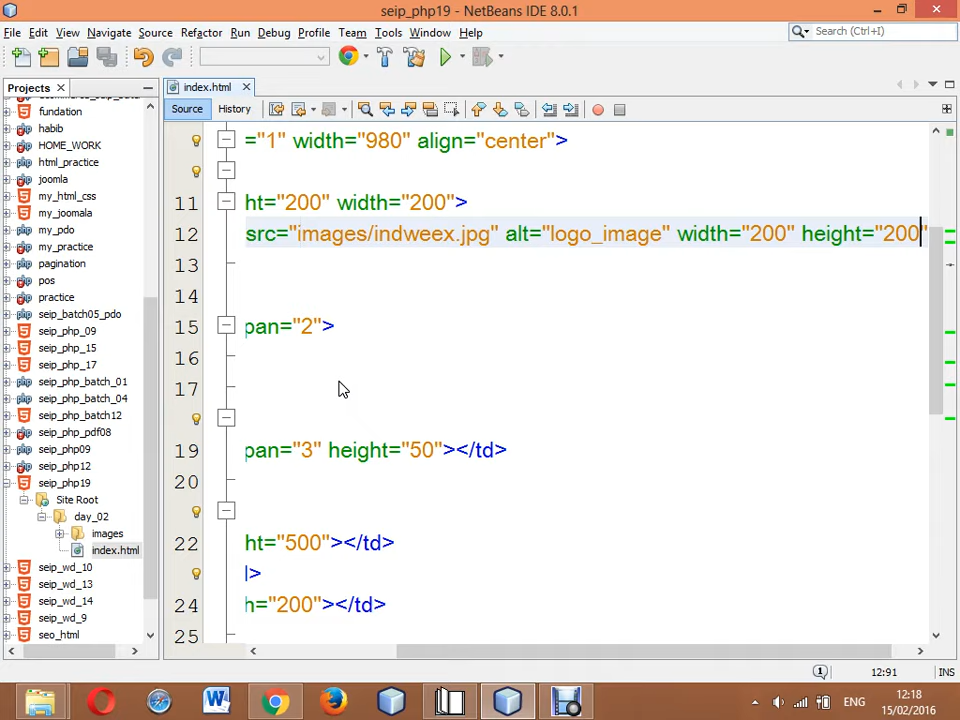 seip_php19 - NetBeans IDE 8.0.1
File Edit View Navigate Source Refactor Run Debug Profile Team Tools Window Help
Search (Ctrl+I)
Projects
index.html
Source History
fundation
habib
HOME_WORK
html_practice
joomla
my_html_css
my_joomala
my_pdo
my_practice
pagination
pos
practice
seip_batch05_pdo
seip_php_09
seip_php_15
seip_php_17
seip_php_batch_01
seip_php_batch_04
seip_php_batch12
seip_php_pdf08
seip_php09
seip_php12
seip_php19
Site Root
day_02
images
index.html
seip_wd_10
seip_wd_13
seip_wd_14
seip_wd_9
seo_html
="1" width="980" align="center">
11 ht="200" width="200">
12 src="images/indweex.jpg" alt="logo_image" width="200" height="200"
13
14
15 pan="2">
16
17
19 pan="3" height="50"></td>
20
22 ht="500"></td>
l>
24 h="200"></td>
25
1 12:91 INS
ENG
12:18
15/02/2016